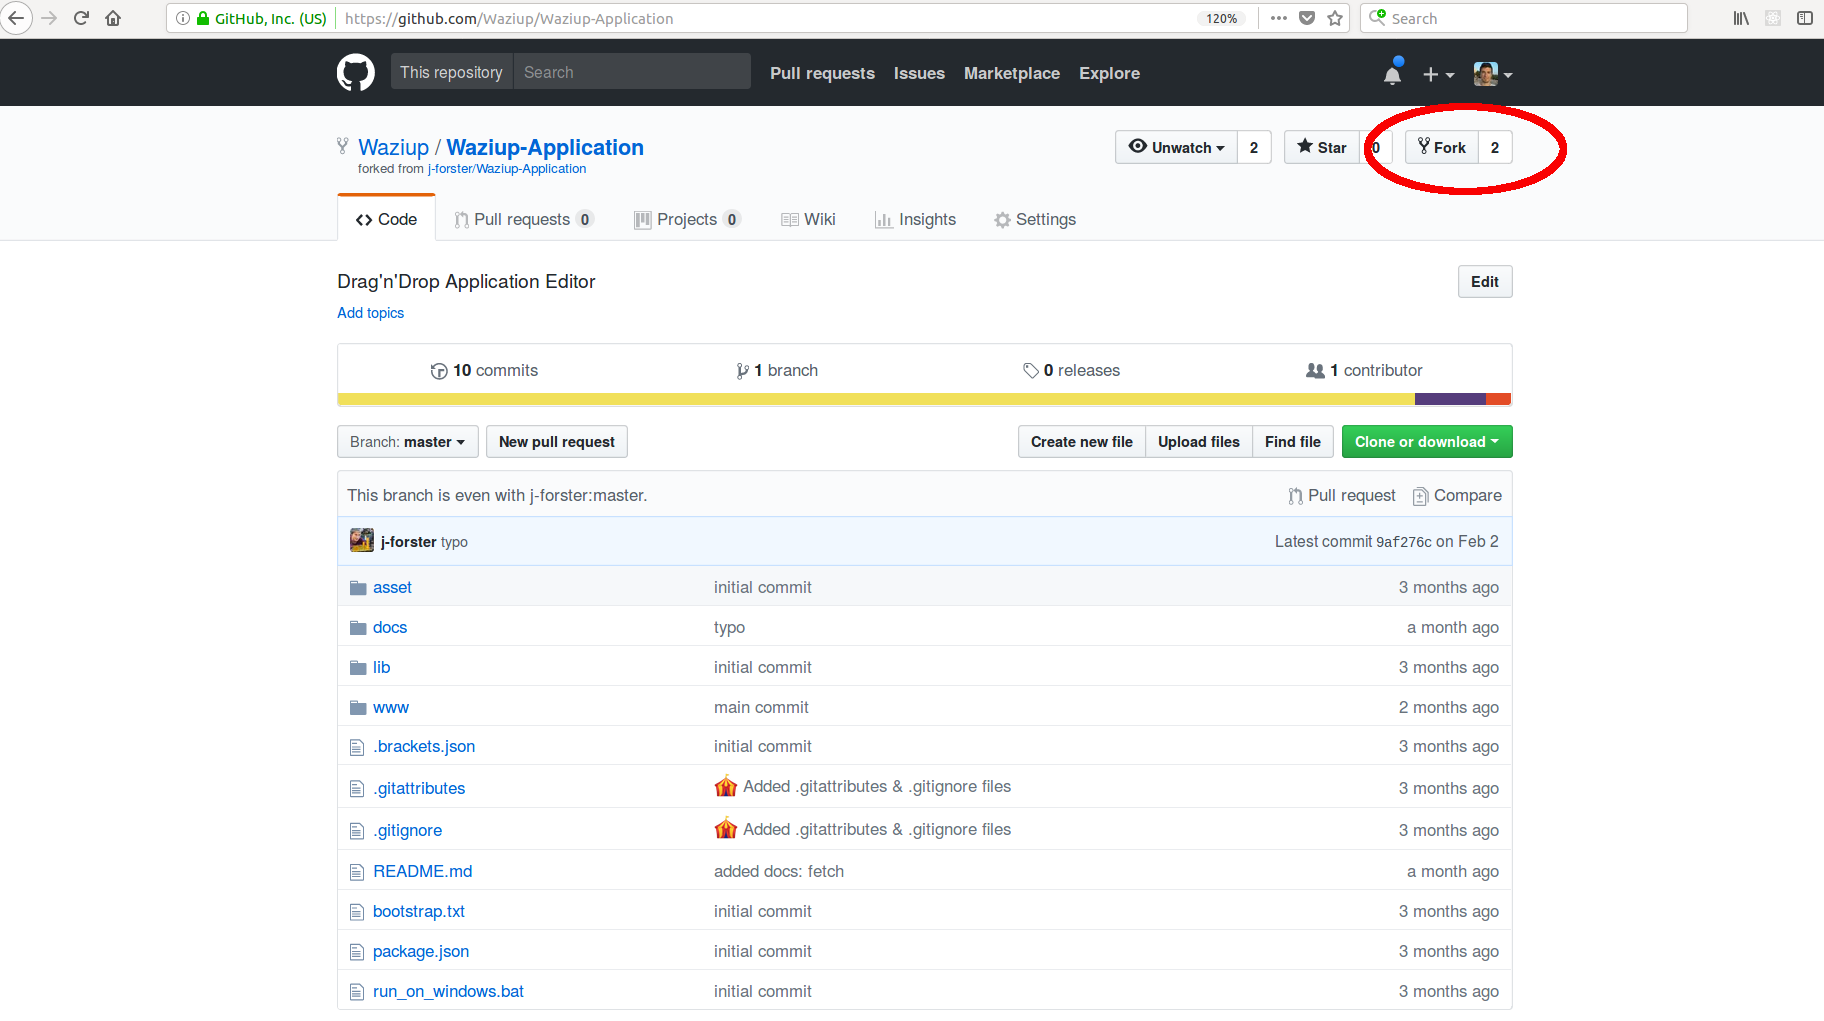 GitHub, Inc. (US) https://github.com/Waziup/Waziup-Application 120% Search
This repository Search Pull requests Issues Marketplace Explore
Waziup / Waziup-Application Unwatch 2 Star 0 Fork 2
forked from j-forster/Waziup-Application
Code Pull requests 0 Projects 0 Wiki Insights Settings
Drag'n'Drop Application Editor Edit
Add topics
10 commits 1 branch 0 releases 1 contributor
Branch: master New pull request Create new file Upload files Find file Clone or download
This branch is even with j-forster:master. Pull request Compare
j-forster typo Latest commit 9af276c on Feb 2
asset initial commit 3 months ago
docs typo a month ago
lib initial commit 3 months ago
www main commit 2 months ago
.brackets.json initial commit 3 months ago
.gitattributes Added .gitattributes & .gitignore files 3 months ago
.gitignore Added .gitattributes & .gitignore files 3 months ago
README.md added docs: fetch a month ago
bootstrap.txt initial commit 3 months ago
package.json initial commit 3 months ago
run_on_windows.bat initial commit 3 months ago